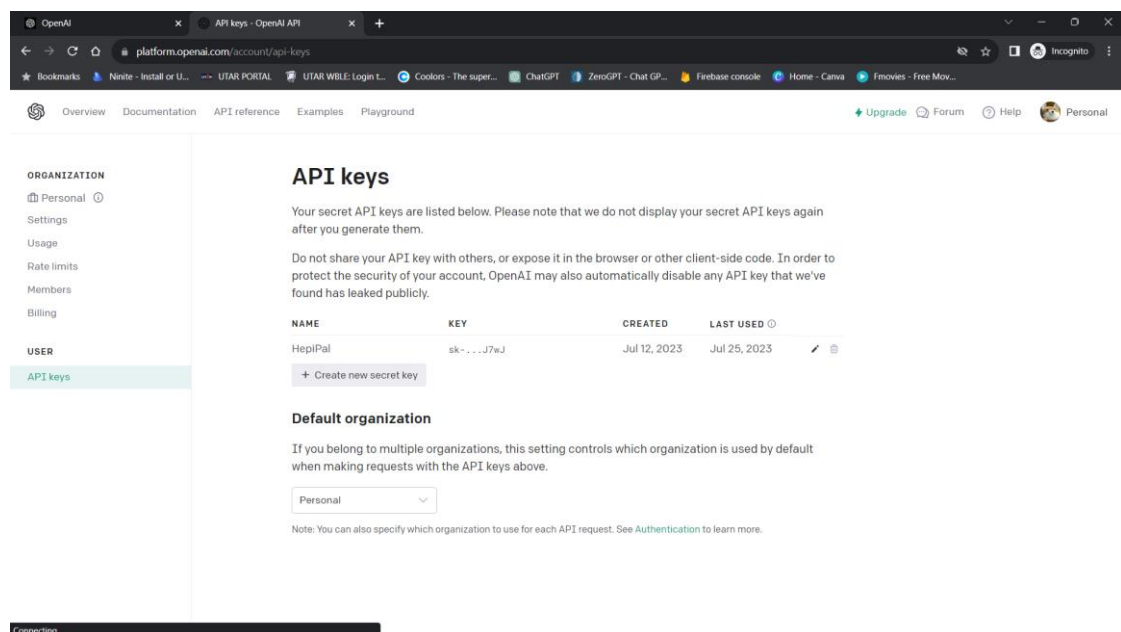 OpenAI
API keys - OpenAI API
platform.openai.com/account/api-keys
Incognito
Bookmarks Ninite - Install or U... UTAR PORTAL UTAR WBLE: Login t... Coolors - The super... ChatGPT ZeroGPT - Chat GP... Firebase console Home - Canva Fmovies - Free Mov...
Overview Documentation API reference Examples Playground Upgrade Forum Help Personal
ORGANIZATION
Personal
Settings
Usage
Rate limits
Members
Billing
USER
API keys
API keys
Your secret API keys are listed below. Please note that we do not display your secret API keys again
after you generate them.
Do not share your API key with others, or expose it in the browser or other client-side code. In order to
protect the security of your account, OpenAI may also automatically disable any API key that we've
found has leaked publicly.
NAME KEY CREATED LAST USED
HepiPal sk-...J7wJ Jul 12, 2023 Jul 25, 2023
+ Create new secret key
Default organization
If you belong to multiple organizations, this setting controls which organization is used by default
when making requests with the API keys above.
Personal
Note: You can also specify which organization to use for each API request. See Authentication to learn more.
Connecting...